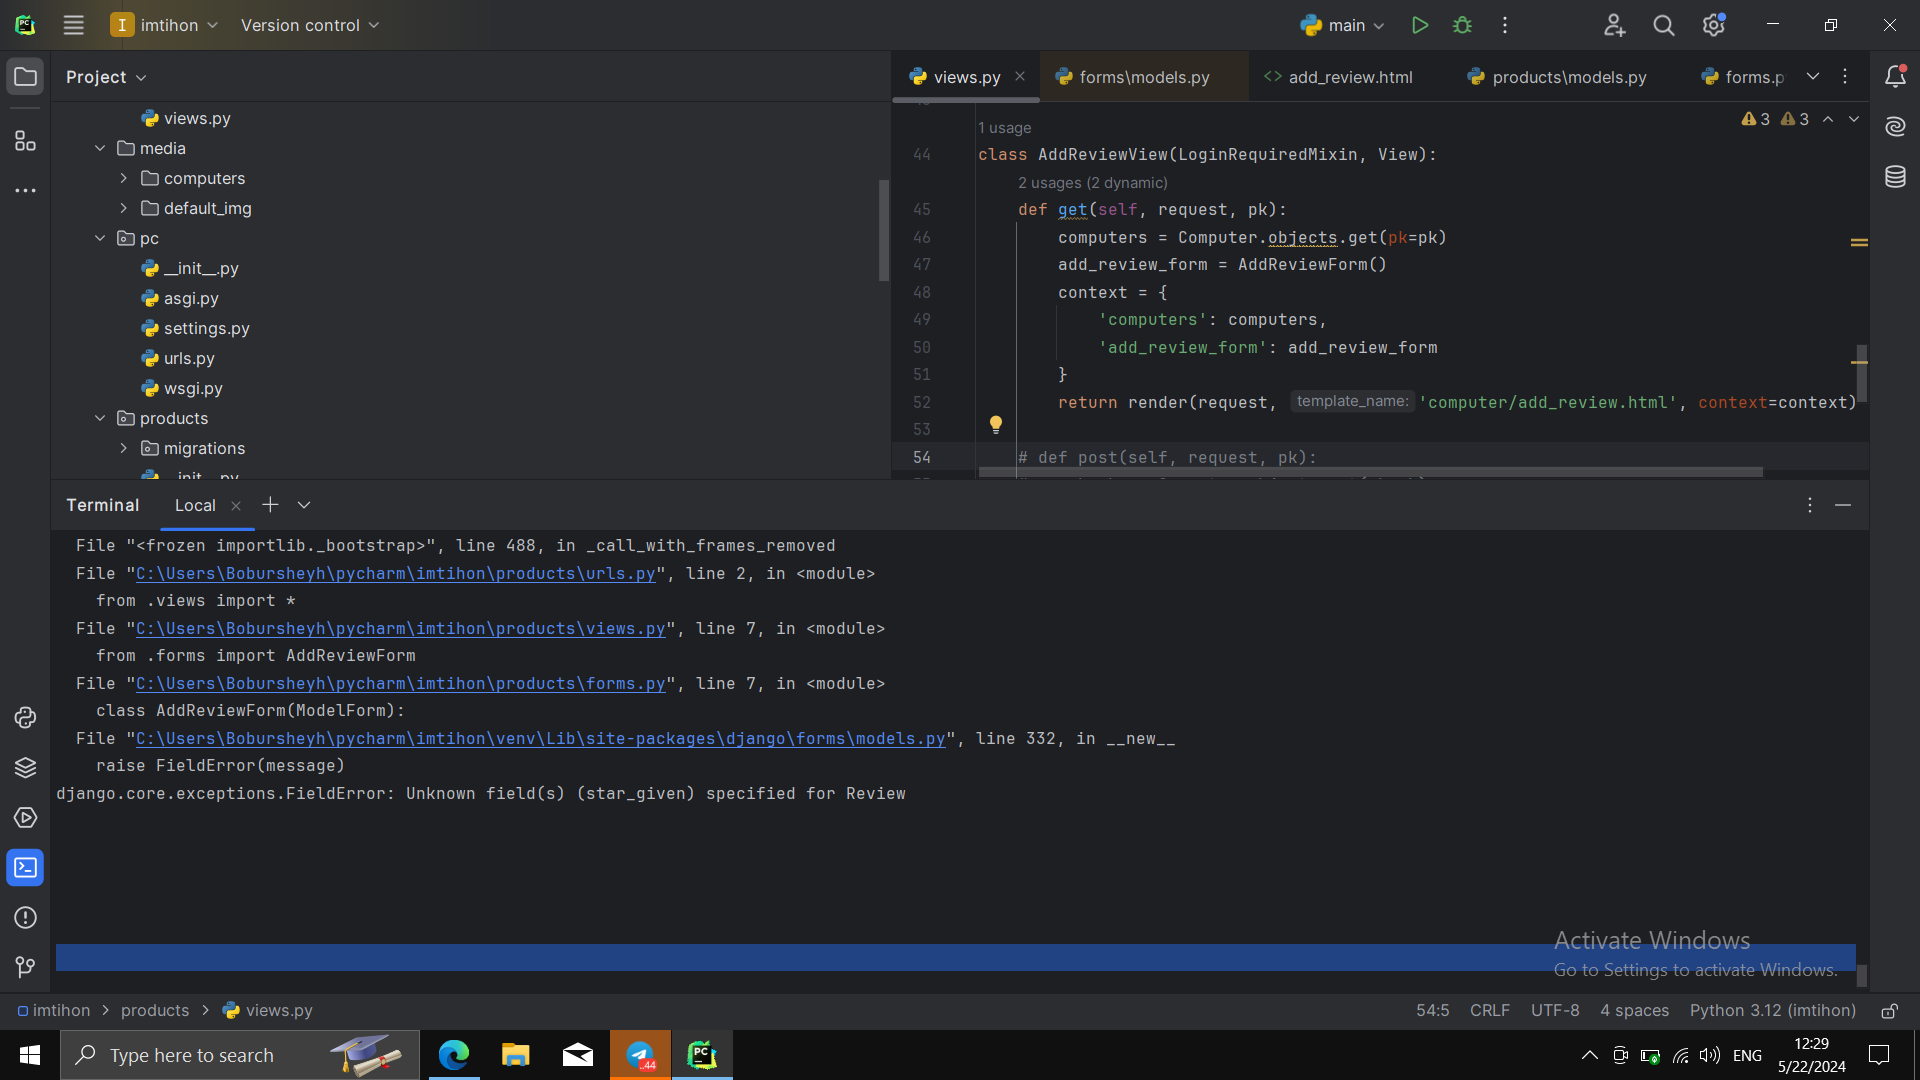 PC
I imtihon
Version control
main
Project
views.py
forms\models.py
add_review.html
products\models.py
forms.p
views.py
media
computers
default_img
pc
__init__.py
asgi.py
settings.py
urls.py
wsgi.py
products
migrations
__init__.py
3 3
1 usage
44 class AddReviewView(LoginRequiredMixin, View):
2 usages (2 dynamic)
45 def get(self, request, pk):
46 computers = Computer.objects.get(pk=pk)
47 add_review_form = AddReviewForm()
48 context = {
49 'computers': computers,
50 'add_review_form': add_review_form
51 }
52 return render(request, template_name: 'computer/add_review.html', context=context)
53
54 # def post(self, request, pk):
Terminal
Local
File "<frozen importlib._bootstrap>", line 488, in _call_with_frames_removed
File "C:\Users\Bobursheyh\pycharm\imtihon\products\urls.py", line 2, in <module>
from .views import *
File "C:\Users\Bobursheyh\pycharm\imtihon\products\views.py", line 7, in <module>
from .forms import AddReviewForm
File "C:\Users\Bobursheyh\pycharm\imtihon\products\forms.py", line 7, in <module>
class AddReviewForm(ModelForm):
File "C:\Users\Bobursheyh\pycharm\imtihon\venv\Lib\site-packages\django\forms\models.py", line 332, in __new__
raise FieldError(message)
django.core.exceptions.FieldError: Unknown field(s) (star_given) specified for Review
Activate Windows
Go to Settings to activate Windows.
imtihon > products > views.py
54:5 CRLF UTF-8 4 spaces Python 3.12 (imtihon)
Type here to search
..44
PC
ENG
12:29
5/22/2024